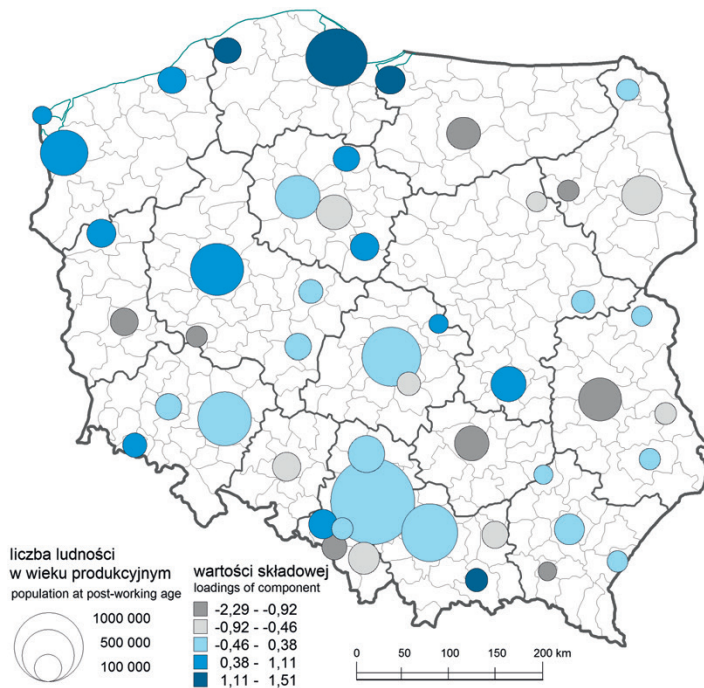 liczba ludności
w wieku produkcyjnym
population at post-working age
1000 000
500 000
100 000
wartości składowej
loadings of component
-2,29 - -0,92
-0,92 - -0,46
-0,46 - 0,38
0,38 - 1,11
1,11 - 1,51
0 50 100 150 200 km